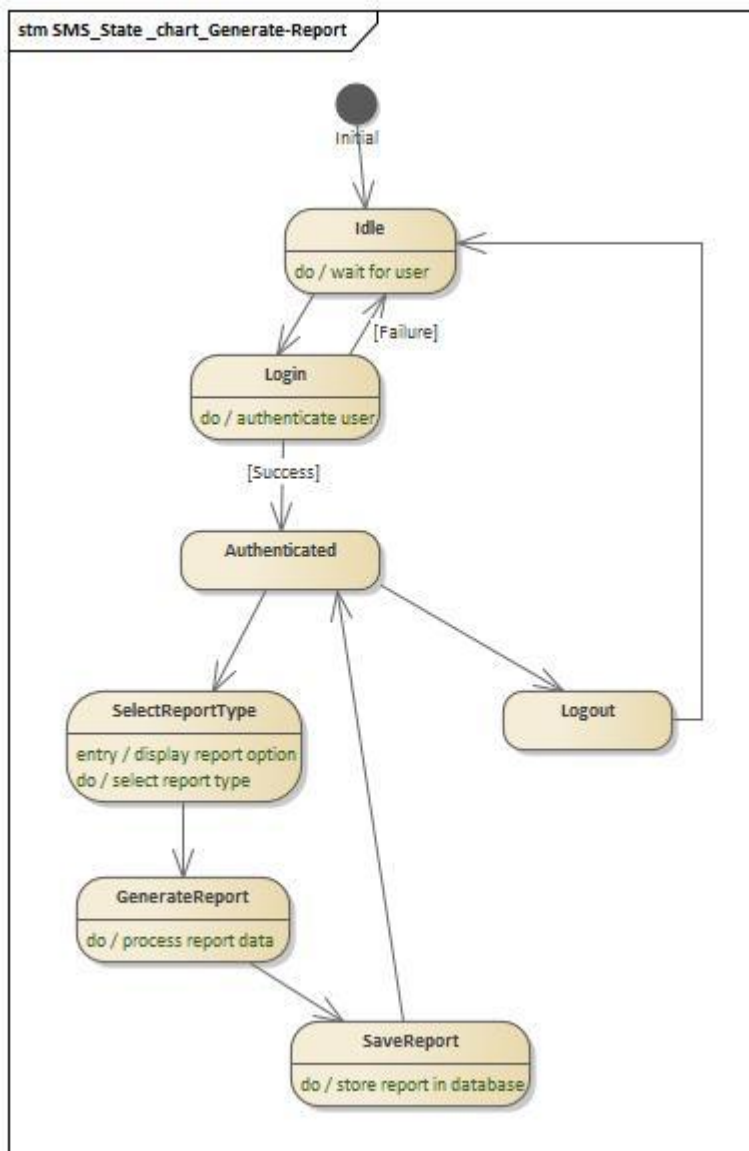 stm SMS_State _chart_Generate-Report
Initial
Idle
do / wait for user
[Failure]
Login
do / authenticate user
[Success]
Authenticated
SelectReportType
entry / display report option
do / select report type
Logout
GenerateReport
do / process report data
SaveReport
do / store report in database